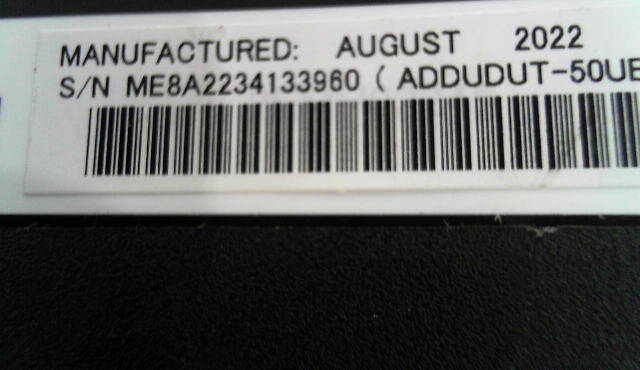 MANUFACTURED: AUGUST 2022
S/N ME8A2234133960 ( ADDUDUT-50UE